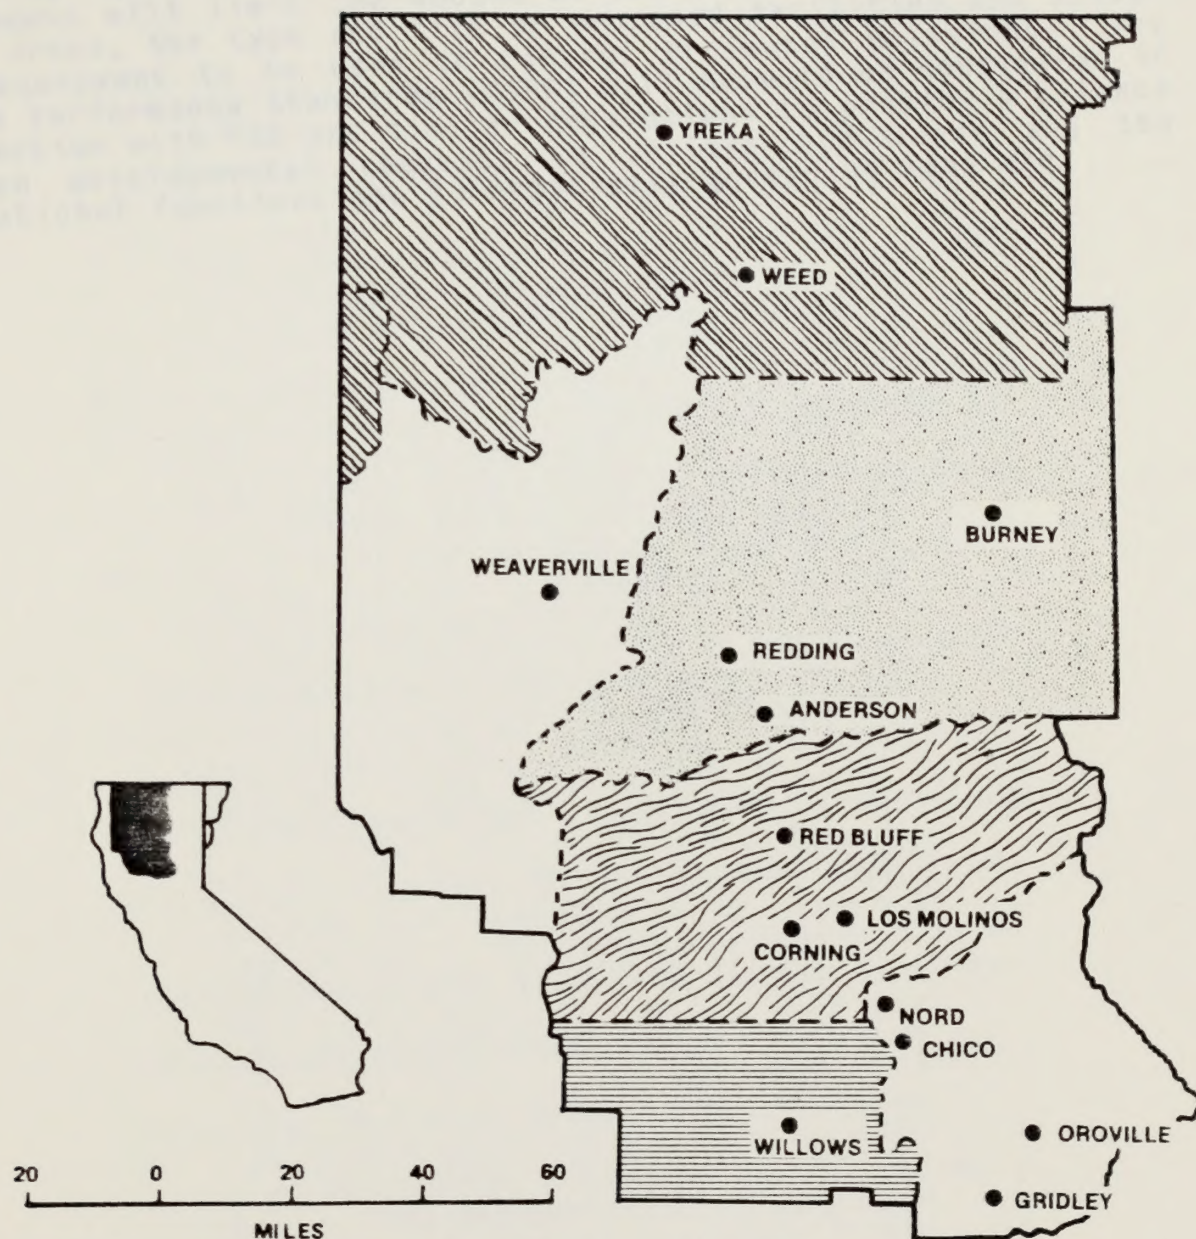 YREKA
WEED
BURNEY
WEAVERVILLE
REDDING
ANDERSON
RED BLUFF
LOS MOLINOS
CORNING
NORD
CHICO
WILLOWS
OROVILLE
GRIDLEY
20 0 20 40 60
MILES